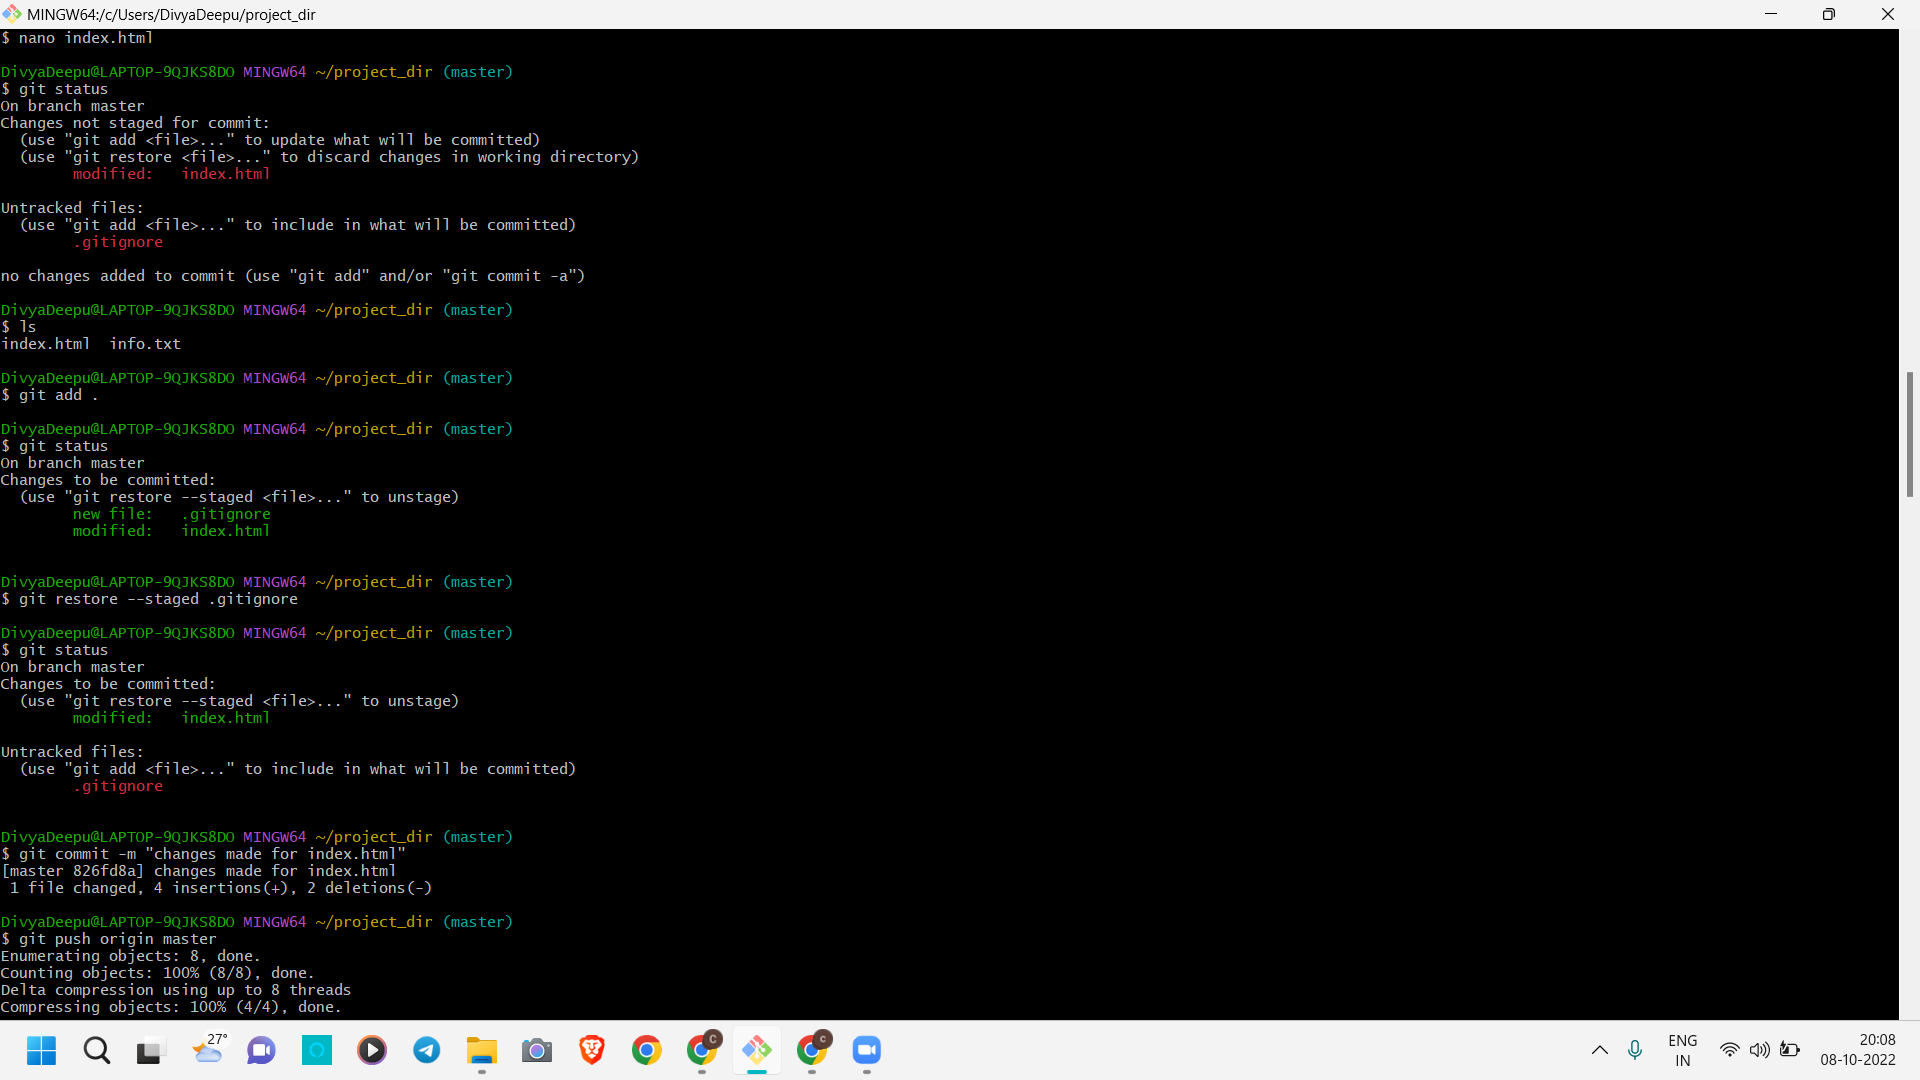 MINGW64:/c/Users/DivyaDeepu/project_dir
$ nano index.html
DivyaDeepu@LAPTOP-9QJKS8DO MINGW64 ~/project_dir (master)
$ git status
On branch master
Changes not staged for commit:
  (use "git add <file>..." to update what will be committed)
  (use "git restore <file>..." to discard changes in working directory)
        modified:   index.html
Untracked files:
  (use "git add <file>..." to include in what will be committed)
        .gitignore
no changes added to commit (use "git add" and/or "git commit -a")
DivyaDeepu@LAPTOP-9QJKS8DO MINGW64 ~/project_dir (master)
$ ls
index.html  info.txt
DivyaDeepu@LAPTOP-9QJKS8DO MINGW64 ~/project_dir (master)
$ git add .
DivyaDeepu@LAPTOP-9QJKS8DO MINGW64 ~/project_dir (master)
$ git status
On branch master
Changes to be committed:
  (use "git restore --staged <file>..." to unstage)
        new file:   .gitignore
        modified:   index.html
DivyaDeepu@LAPTOP-9QJKS8DO MINGW64 ~/project_dir (master)
$ git restore --staged .gitignore
DivyaDeepu@LAPTOP-9QJKS8DO MINGW64 ~/project_dir (master)
$ git status
On branch master
Changes to be committed:
  (use "git restore --staged <file>..." to unstage)
        modified:   index.html
Untracked files:
  (use "git add <file>..." to include in what will be committed)
        .gitignore
DivyaDeepu@LAPTOP-9QJKS8DO MINGW64 ~/project_dir (master)
$ git commit -m "changes made for index.html"
[master 826fd8a] changes made for index.html
 1 file changed, 4 insertions(+), 2 deletions(-)
DivyaDeepu@LAPTOP-9QJKS8DO MINGW64 ~/project_dir (master)
$ git push origin master
Enumerating objects: 8, done.
Counting objects: 100% (8/8), done.
Delta compression using up to 8 threads
Compressing objects: 100% (4/4), done.
27°
C
C
ENG
IN
20:08
08-10-2022